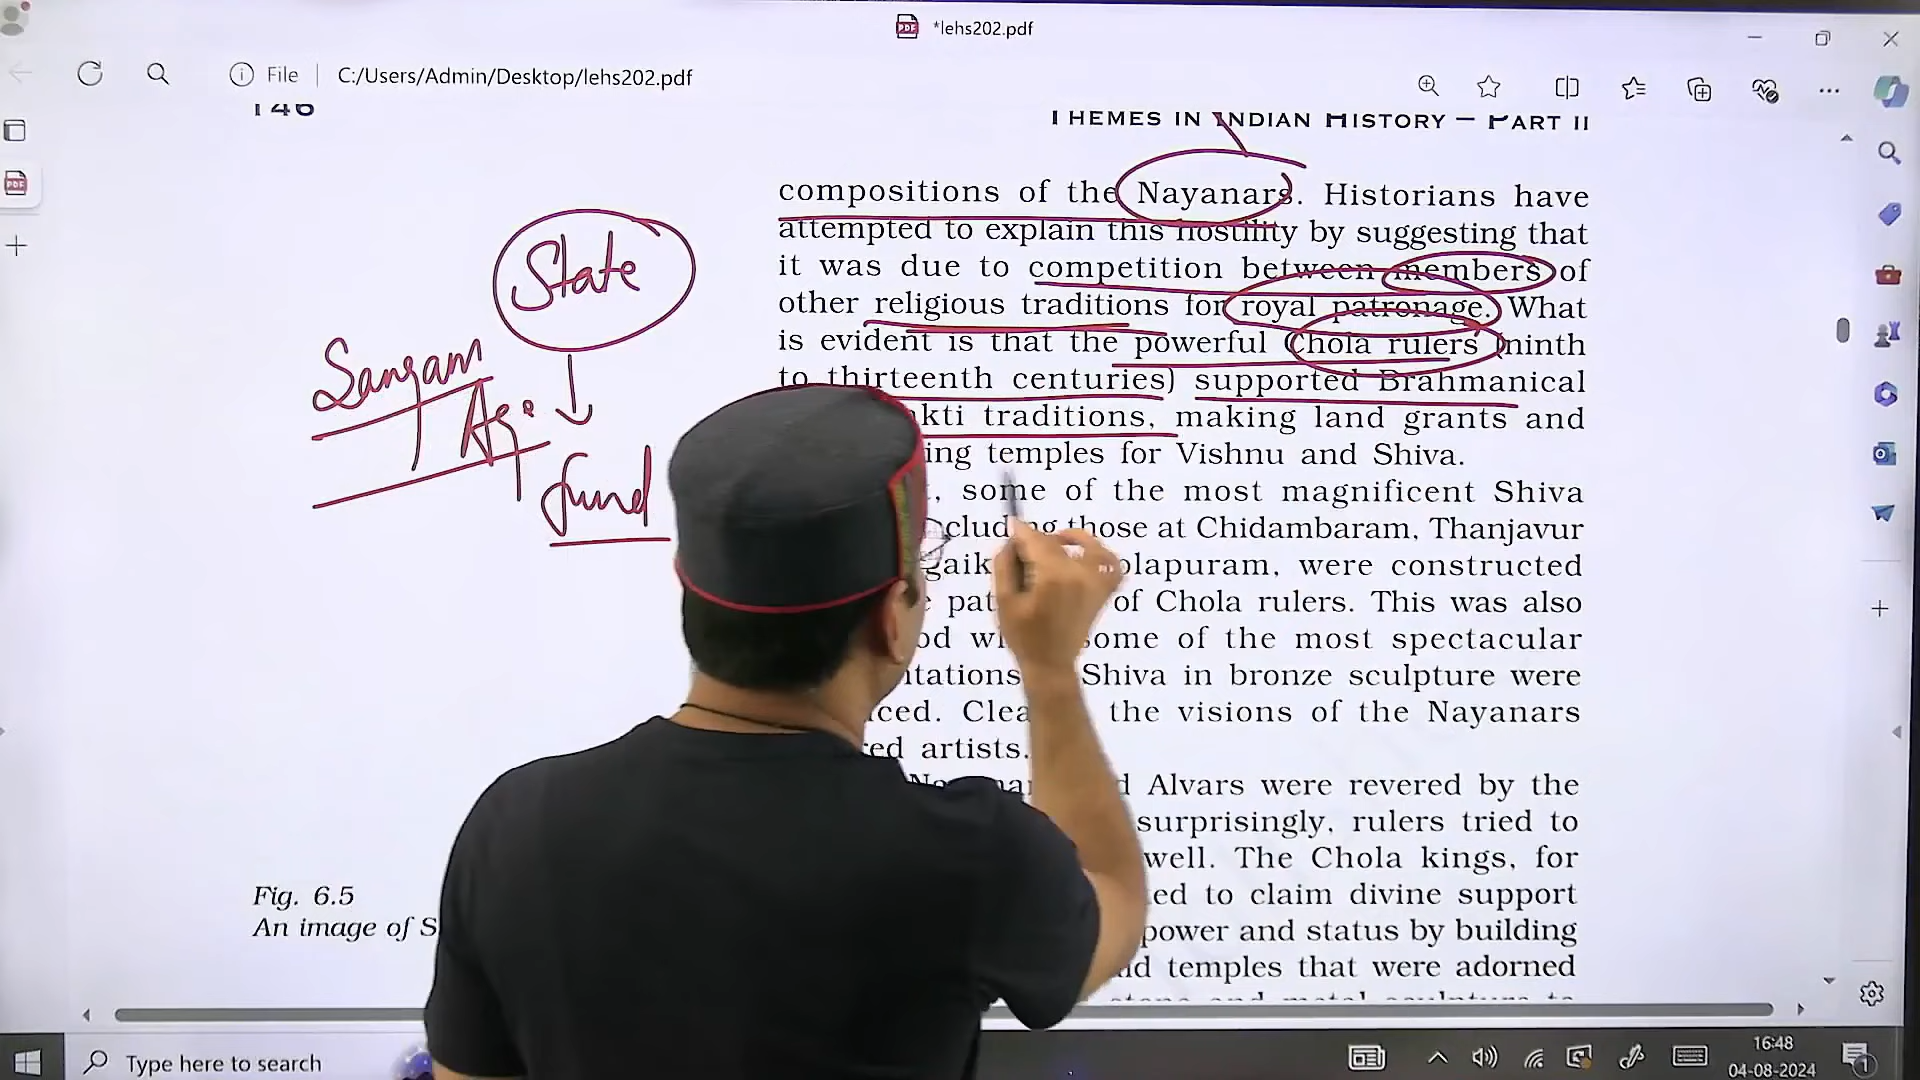 *lehs202.pdf
File
C:/Users/Admin/Desktop/lehs202.pdf
146
THEMES IN INDIAN HISTORY – PART II
compositions of the Nayanars. Historians have
attempted to explain this hostility by suggesting that
it was due to competition between members of
other religious traditions for royal patronage. What
is evident is that the powerful Chola rulers (ninth
to thirteenth centuries) supported Brahmanical
traditions, making land grants and
temples for Vishnu and Shiva.
some of the most magnificent Shiva
those at Chidambaram, Thanjavur
were constructed
of Chola rulers. This was also
some of the most spectacular
Shiva in bronze sculpture were
the visions of the Nayanars
artists.
Alvars were revered by the
surprisingly, rulers tried to
well. The Chola kings, for
to claim divine support
power and status by building
temples that were adorned
State
Sangam
Age
fund
Fig. 6.5
An image of
Type here to search
16:48
04-08-2024
1